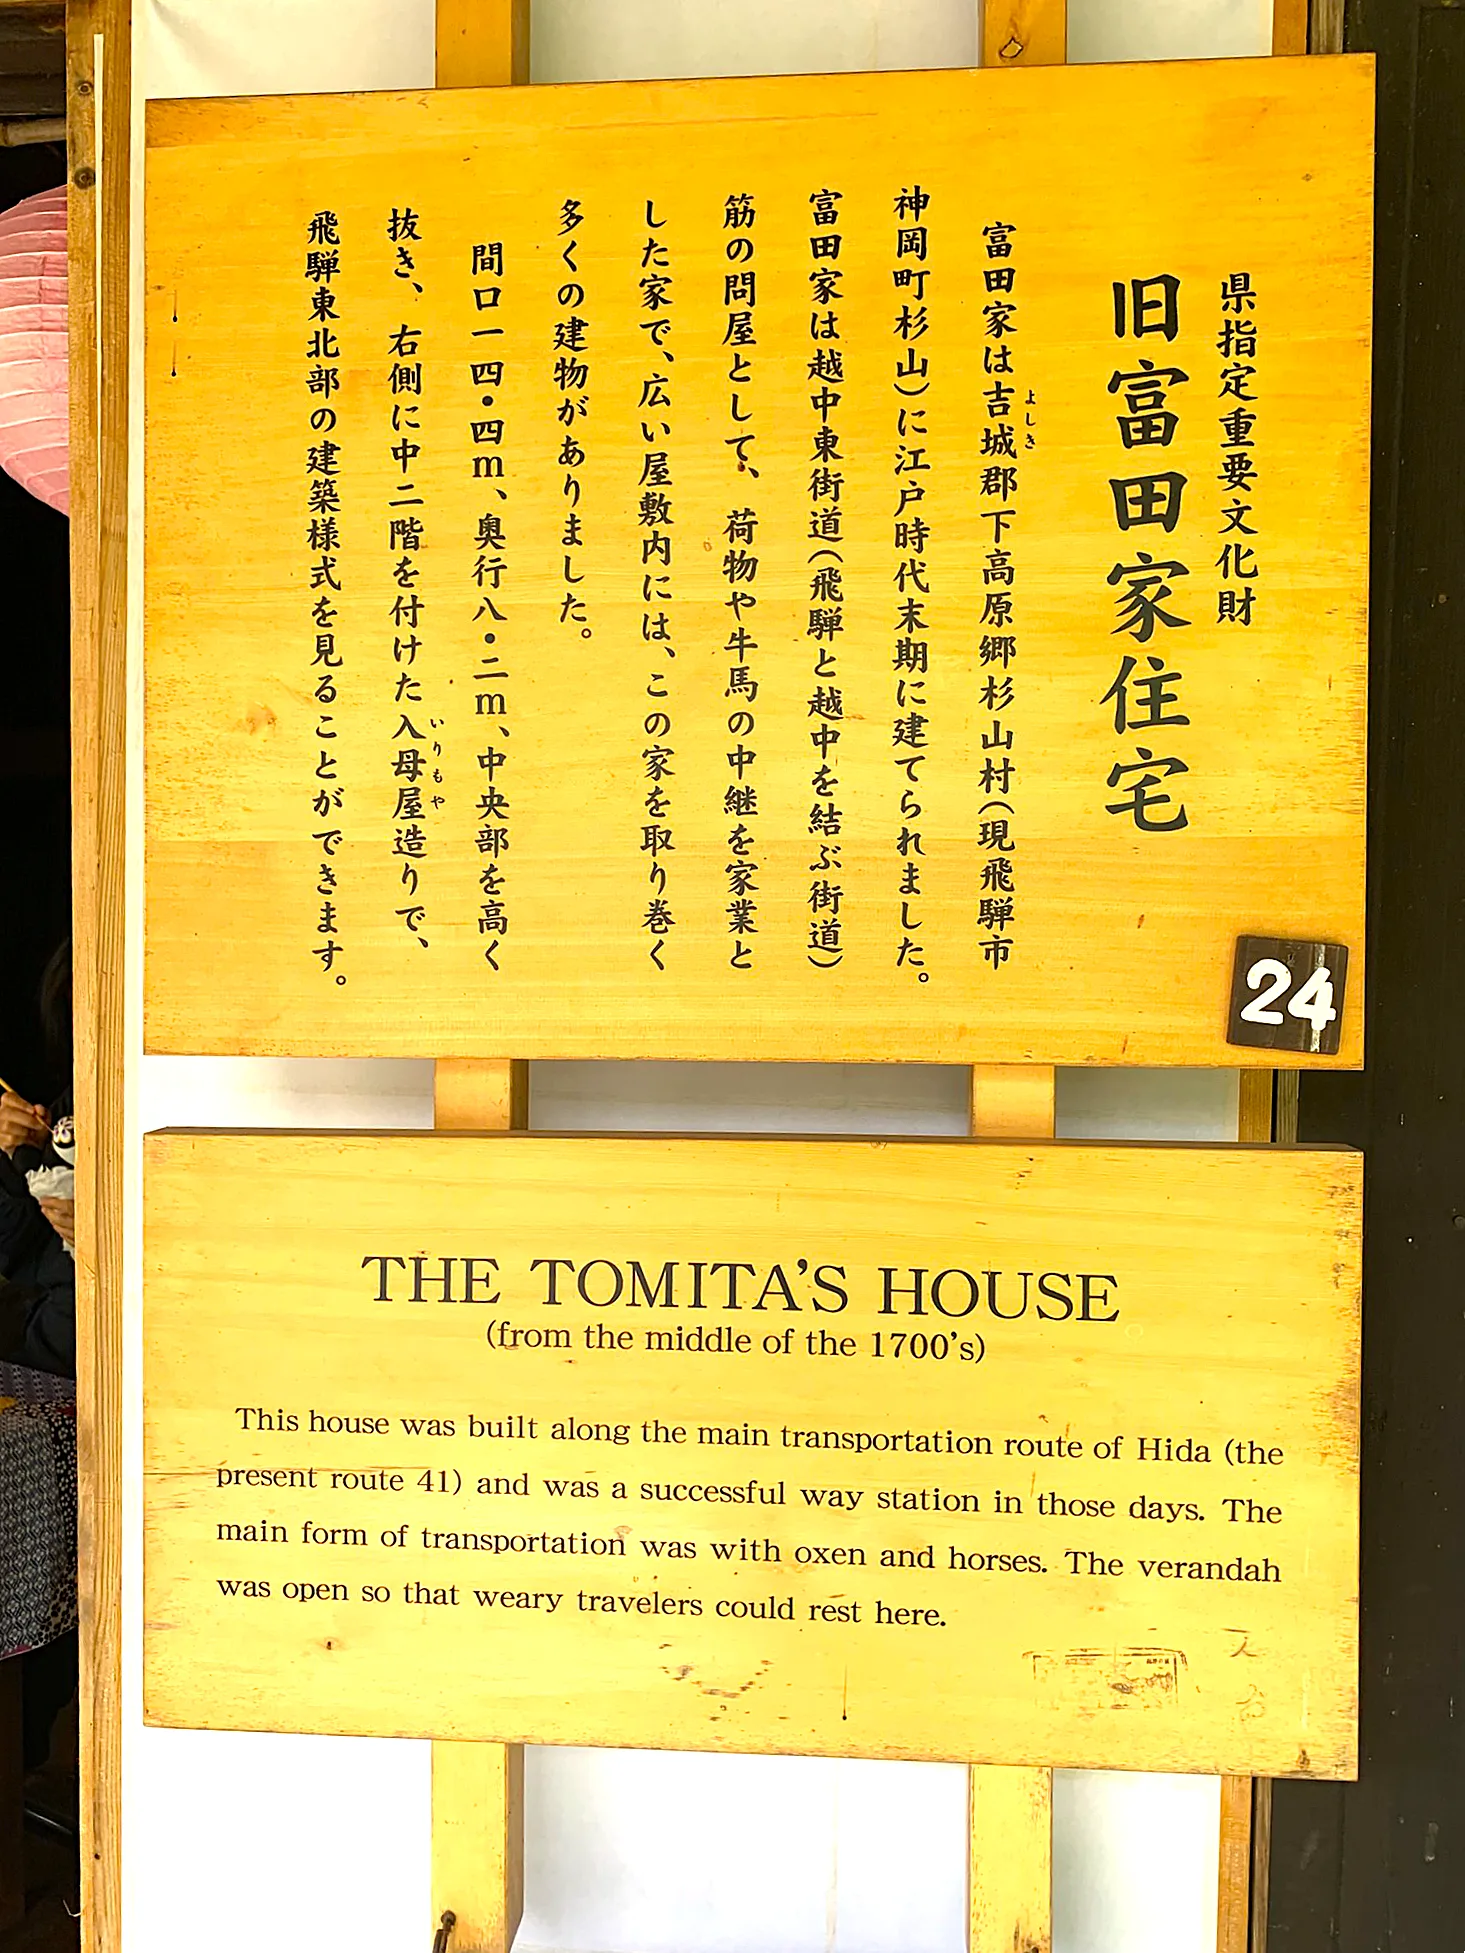 県指定重要文化財
旧富田家住宅
富田家は吉城郡下高原郷杉山村(現飛騨市
よしき
神岡町杉山)に江戸時代末期に建てられました。
富田家は越中東街道(飛騨と越中を結ぶ街道)
筋の問屋として、荷物や牛馬の中継を家業と
した家で、広い屋敷内には、この家を取り巻く
多くの建物がありました。
間口一四・四m、奥行八・二m、中央部を高く
抜き、右側に中二階を付けた入母屋造りで、
いりもや
飛騨東北部の建築様式を見ることができます。
24
THE TOMITA'S HOUSE
(from the middle of the 1700's)
This house was built along the main transportation route of Hida (the
present route 41) and was a successful way station in those days. The
main form of transportation was with oxen and horses. The verandah
was open so that weary travelers could rest here.